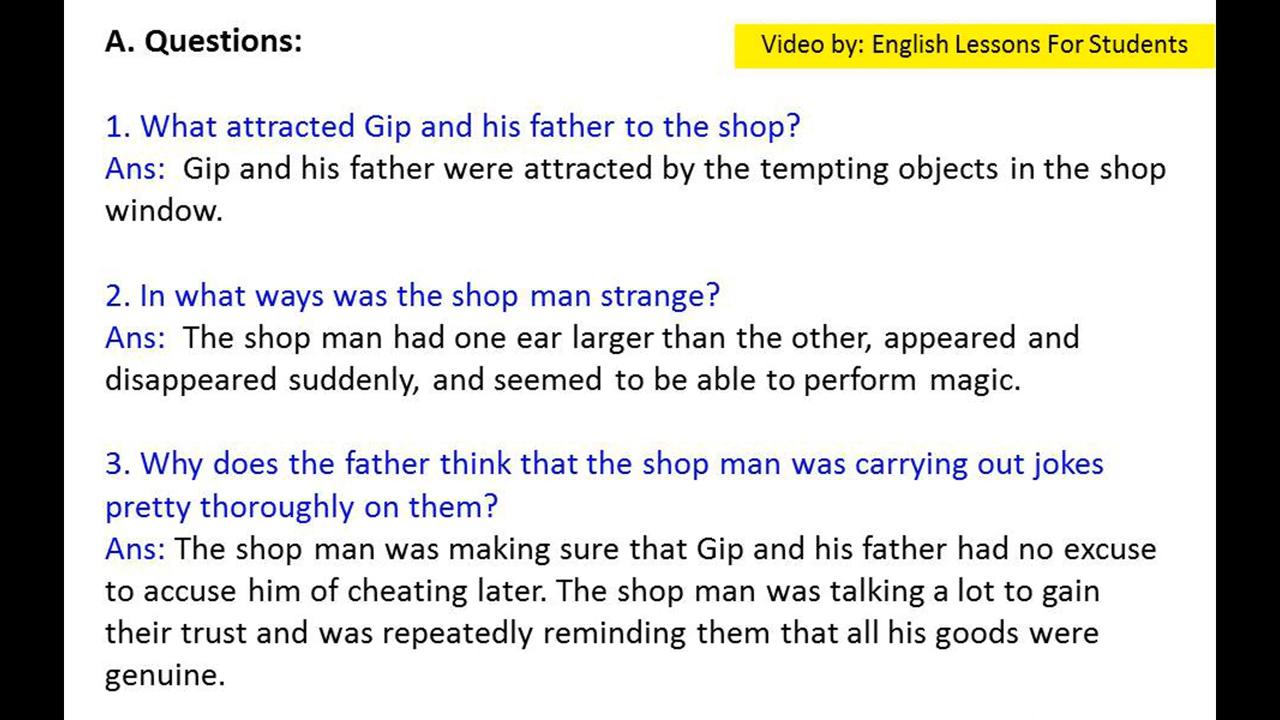 A. Questions:
Video by: English Lessons For Students
1. What attracted Gip and his father to the shop?
Ans: Gip and his father were attracted by the tempting objects in the shop
window.
2. In what ways was the shop man strange?
Ans: The shop man had one ear larger than the other, appeared and
disappeared suddenly, and seemed to be able to perform magic.
3. Why does the father think that the shop man was carrying out jokes
pretty thoroughly on them?
Ans: The shop man was making sure that Gip and his father had no excuse
to accuse him of cheating later. The shop man was talking a lot to gain
their trust and was repeatedly reminding them that all his goods were
genuine.